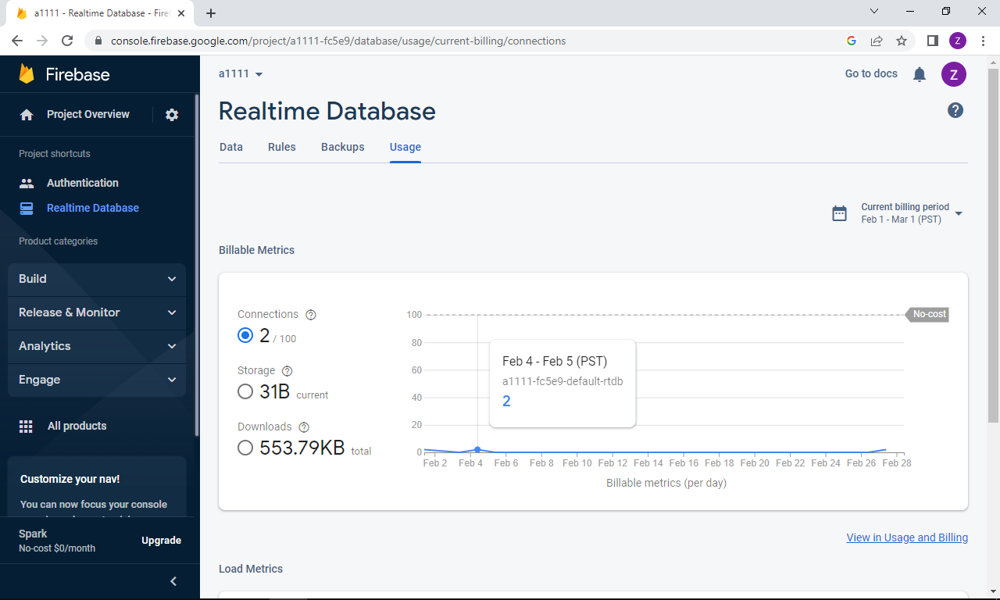 a1111 - Realtime Database - Fire
console.firebase.google.com/project/a1111-fc5e9/database/usage/current-billing/connections
Z
Firebase
Project Overview
Project shortcuts
Authentication
Realtime Database
Product categories
Build
Release & Monitor
Analytics
Engage
All products
Customize your nav!
You can now focus your console
Spark
No-cost $0/month
Upgrade
a1111
Go to docs
Z
Realtime Database
Data
Rules
Backups
Usage
Current billing period
Feb 1 - Mar 1 (PST)
Billable Metrics
Connections
2 / 100
Storage
31B current
Downloads
553.79KB total
100
80
60
40
20
0
No-cost
Feb 4 - Feb 5 (PST)
a1111-fc5e9-default-rtdb
2
Feb 2 Feb 4 Feb 6 Feb 8 Feb 10 Feb 12 Feb 14 Feb 16 Feb 18 Feb 20 Feb 22 Feb 24 Feb 26 Feb 28
Billable metrics (per day)
View in Usage and Billing
Load Metrics